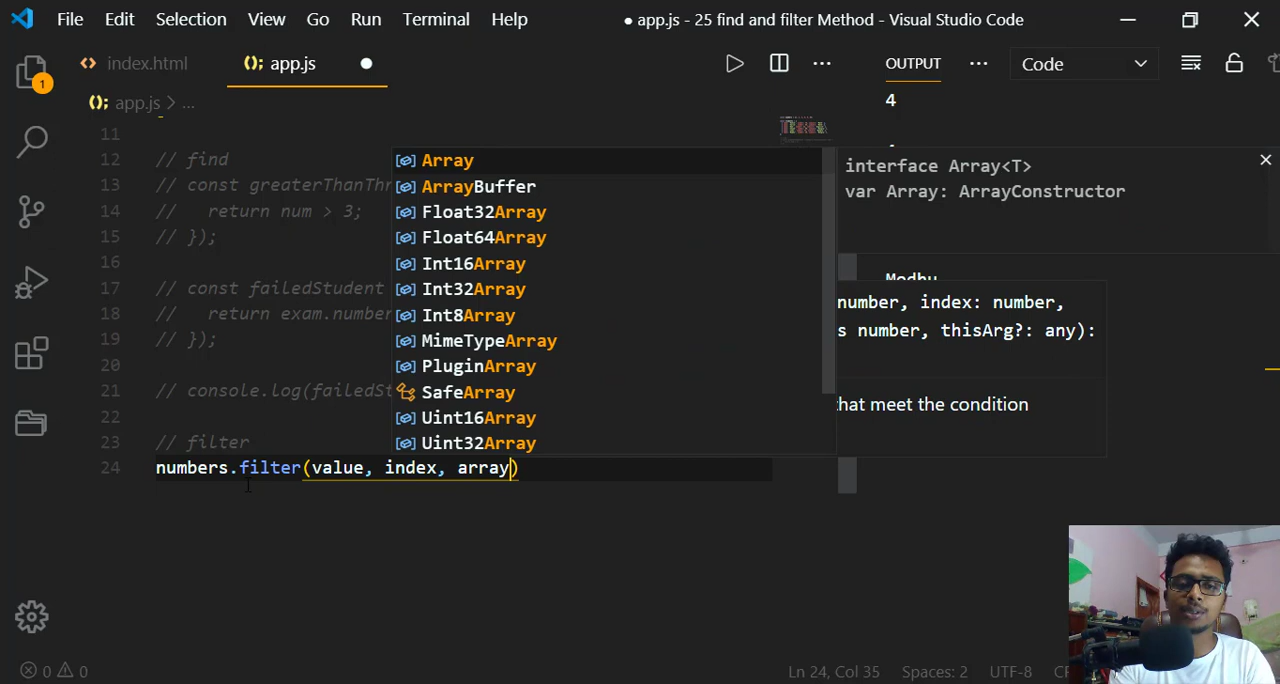 File Edit Selection View Go Run Terminal Help ● app.js - 25 find and filter Method - Visual Studio Code
index.html app.js OUTPUT Code
app.js > ...
1
4
11
12 // find
13 // const greaterThanThr
14 // return num > 3;
15 // });
16
17 // const failedStudent
18 // return exam.number
19 // });
20
21 // console.log(failedSt
22
23 // filter
24 numbers.filter(value, index, array)
Array
ArrayBuffer
Float32Array
Float64Array
Int16Array
Int32Array
Int8Array
MimeTypeArray
PluginArray
SafeArray
Uint16Array
Uint32Array
interface Array<T>
var Array: ArrayConstructor
Modhu
number, index: number,
s number, thisArg?: any):
that meet the condition
0 0 Ln 24, Col 35 Spaces: 2 UTF-8